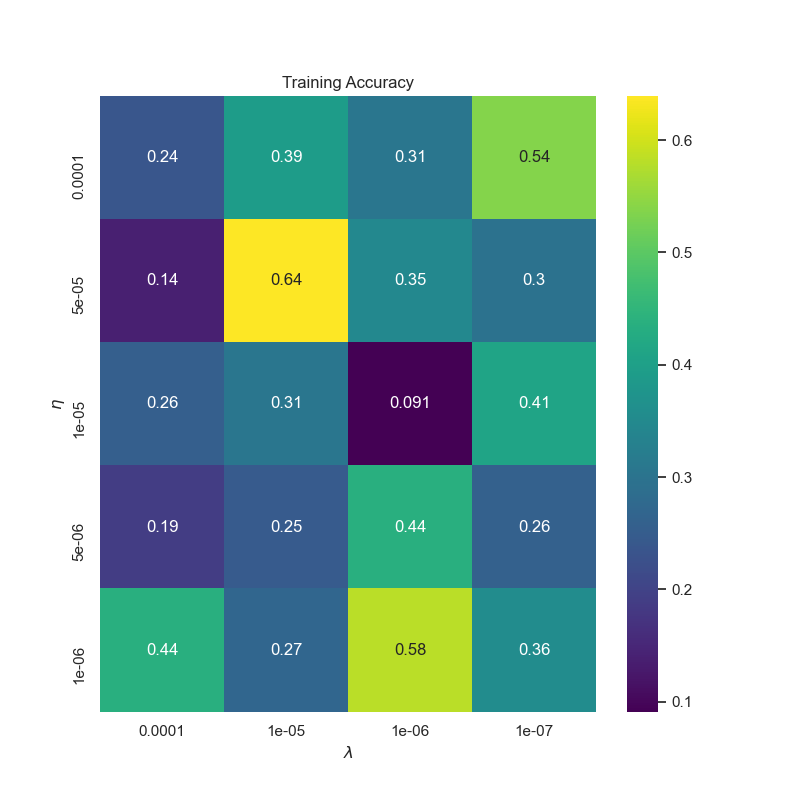 Training Accuracy
0.0001 0.24 0.39 0.31 0.54
5e-05 0.14 0.64 0.35 0.3
1e-05 0.26 0.31 0.091 0.41
5e-06 0.19 0.25 0.44 0.26
1e-06 0.44 0.27 0.58 0.36
η
0.0001 1e-05 1e-06 1e-07
λ
0.6
0.5
0.4
0.3
0.2
0.1